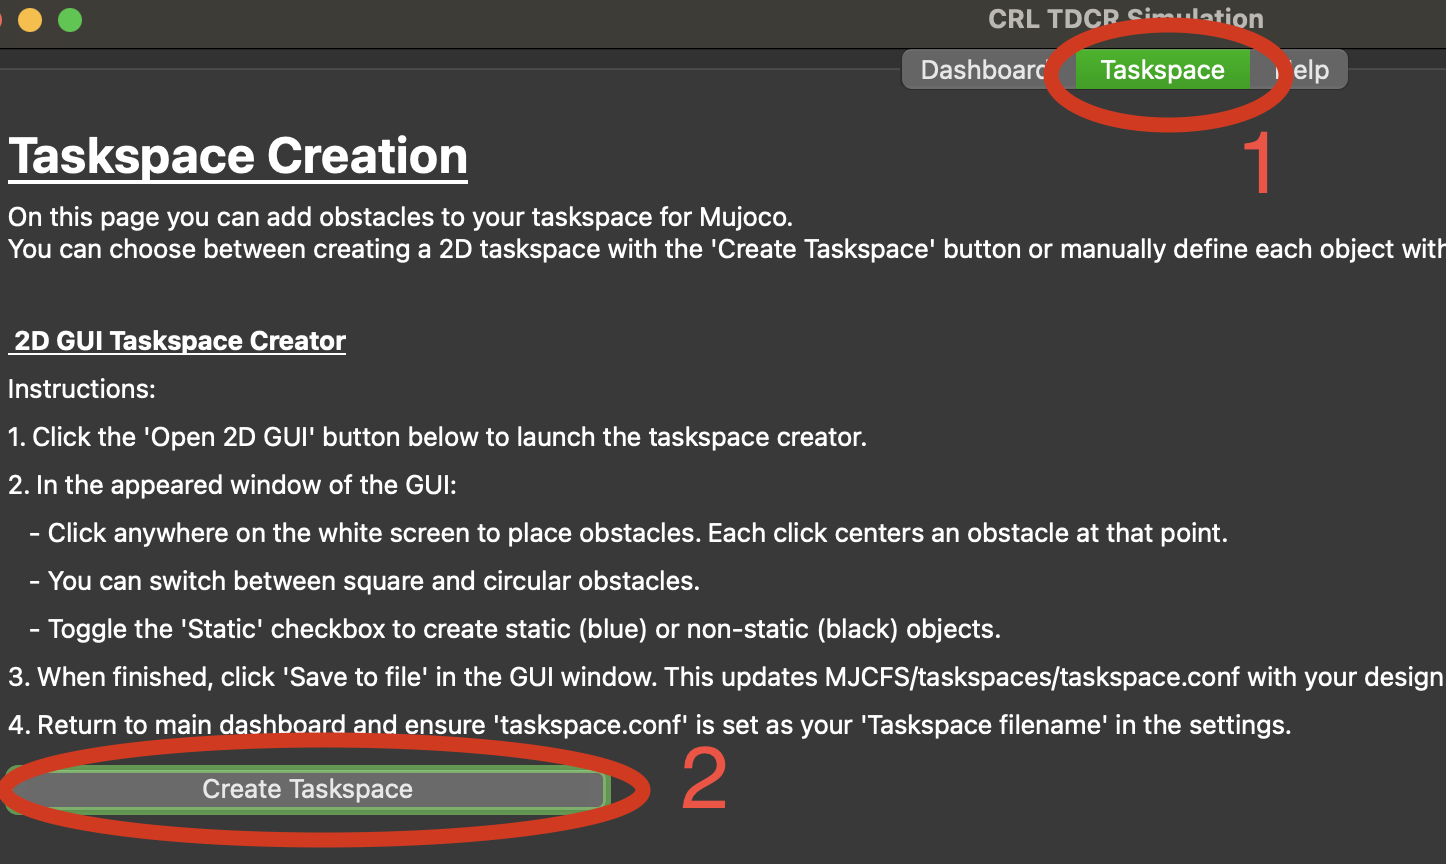 CRL TDCR Simulation
Dashboard Taskspace Help
1
Taskspace Creation
On this page you can add obstacles to your taskspace for Mujoco.
You can choose between creating a 2D taskspace with the 'Create Taskspace' button or manually define each object with
2D GUI Taskspace Creator
Instructions:
1. Click the 'Open 2D GUI' button below to launch the taskspace creator.
2. In the appeared window of the GUI:
- Click anywhere on the white screen to place obstacles. Each click centers an obstacle at that point.
- You can switch between square and circular obstacles.
- Toggle the 'Static' checkbox to create static (blue) or non-static (black) objects.
3. When finished, click 'Save to file' in the GUI window. This updates MJCFS/taskspaces/taskspace.conf with your design
4. Return to main dashboard and ensure 'taskspace.conf' is set as your 'Taskspace filename' in the settings.
Create Taskspace
2